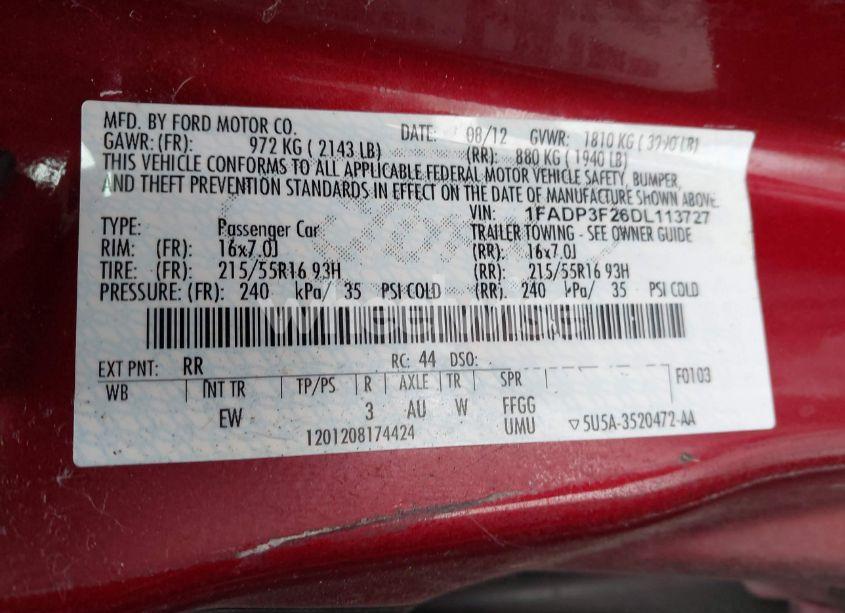 MFD. BY FORD MOTOR CO. DATE: 08/12 GVWR: 1810 KG
GAWR: (FR): 972 KG ( 2143 LB) (RR): 880 KG ( 1940 LB)
THIS VEHICLE CONFORMS TO ALL APPLICABLE FEDERAL MOTOR VEHICLE SAFETY, BUMPER,
AND THEFT PREVENTION STANDARDS IN EFFECT ON THE DATE OF MANUFACTURE SHOWN ABOVE.
VIN: 1FADP3F26DL113727
TYPE: Passenger Car TRAILER TOWING - SEE OWNER GUIDE
RIM: (FR): 16x7.0J (RR): 16x7.0J
TIRE: (FR): 215/55R16 93H (RR): 215/55R16 93H
PRESSURE: (FR): 240 kPa/ 35 PSI COLD (RR): 240 kPa/ 35 PSI COLD
EXT PNT: RR RC: 44 DSO: F0103
WB INT TR TP/PS R AXLE TR SPR
EW 3 AU W FFGG
UMU
1201208174424 ▽5U5A-3520472-AA